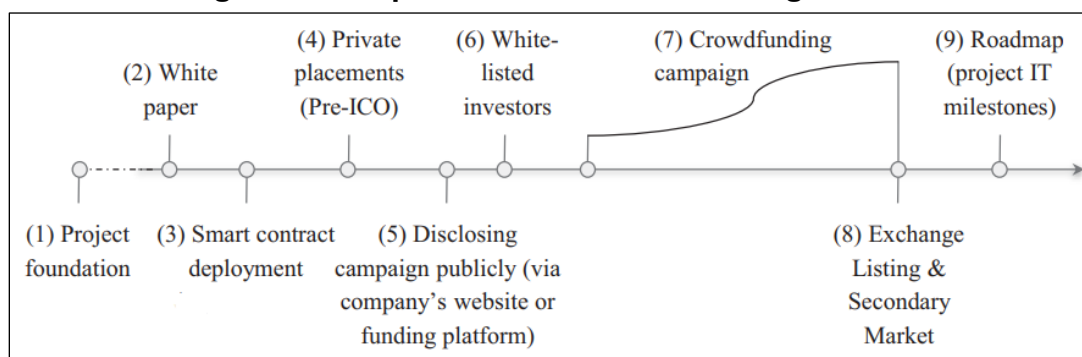 (1) Project
foundation
(2) White
paper
(3) Smart contract
deployment
(4) Private
placements
(Pre-ICO)
(5) Disclosing
campaign publicly (via
company's website or
funding platform)
(6) White-
listed
investors
(7) Crowdfunding
campaign
(8) Exchange
Listing &
Secondary
Market
(9) Roadmap
(project IT
milestones)